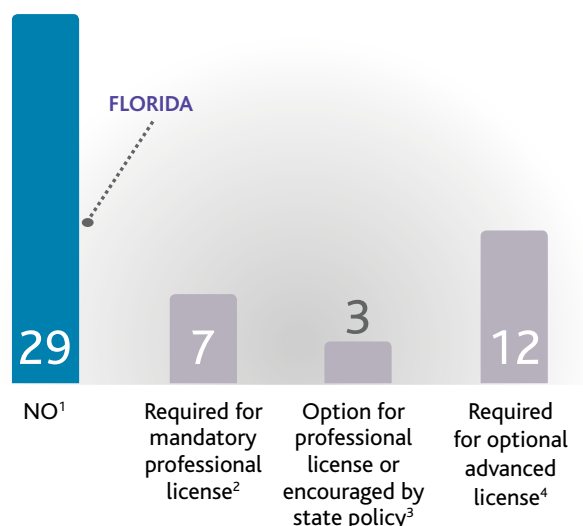 FLORIDA
29
7
3
12
NO¹
Required for
mandatory
professional
license²
Option for
professional
license or
encouraged by
state policy³
Required
for optional
advanced
license⁴